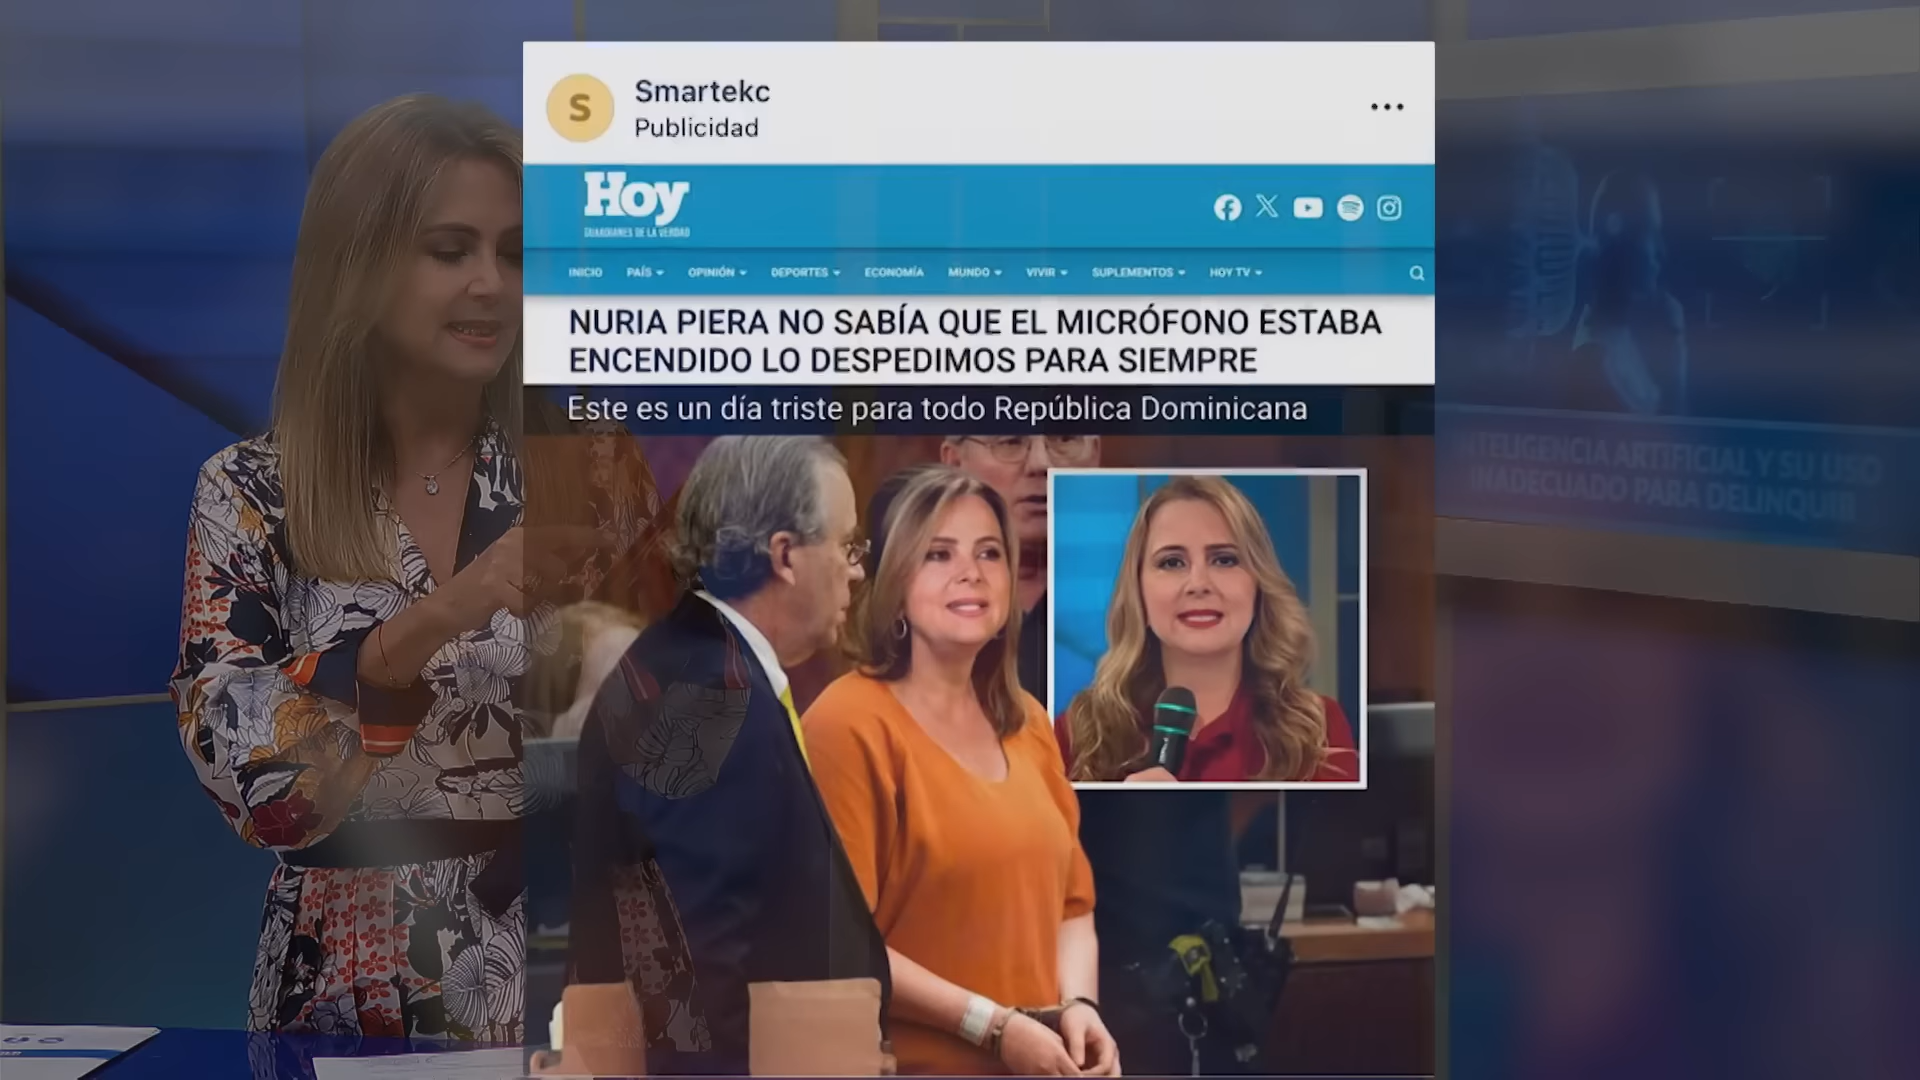 S
Smartekc
Publicidad
Hoy
GUARDIANES DE LA VERDAD
INICIO PAÍS OPINIÓN DEPORTES ECONOMÍA MUNDO VIVIR SUPLEMENTOS HOY TV
NURIA PIERA NO SABÍA QUE EL MICRÓFONO ESTABA
ENCENDIDO LO DESPEDIMOS PARA SIEMPRE
Este es un día triste para todo República Dominicana
INTELIGENCIA ARTIFICIAL Y SU USO
INADECUADO PARA DELINQUIR